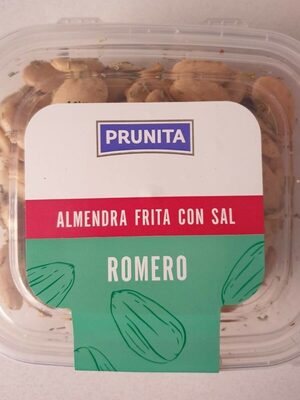 PRUNITA
ALMENDRA FRITA CON SAL
ROMERO